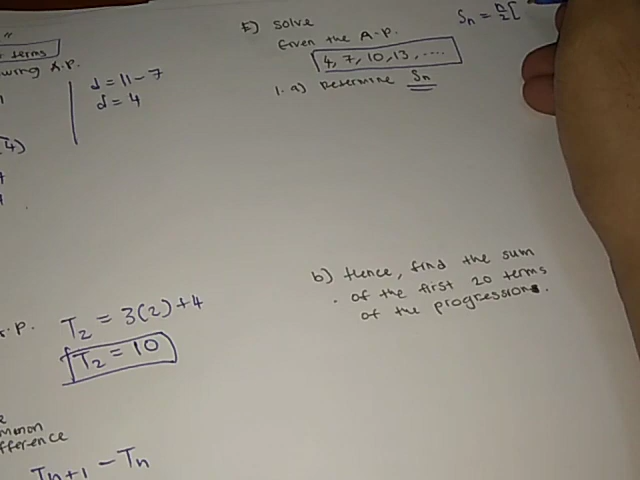 terms
wing A.P.
d = 11 - 7
d = 4
4)
A.P. T₂ = 3(2) + 4
T₂ = 10
mmon
fference
Tn+1 - Tn
Solve
Given the A.P.
4, 7, 10, 13, ....
1. a) Determine Sn
Sn = n/2 [
b) Hence, find the sum
of the first 20 terms
of the progression.